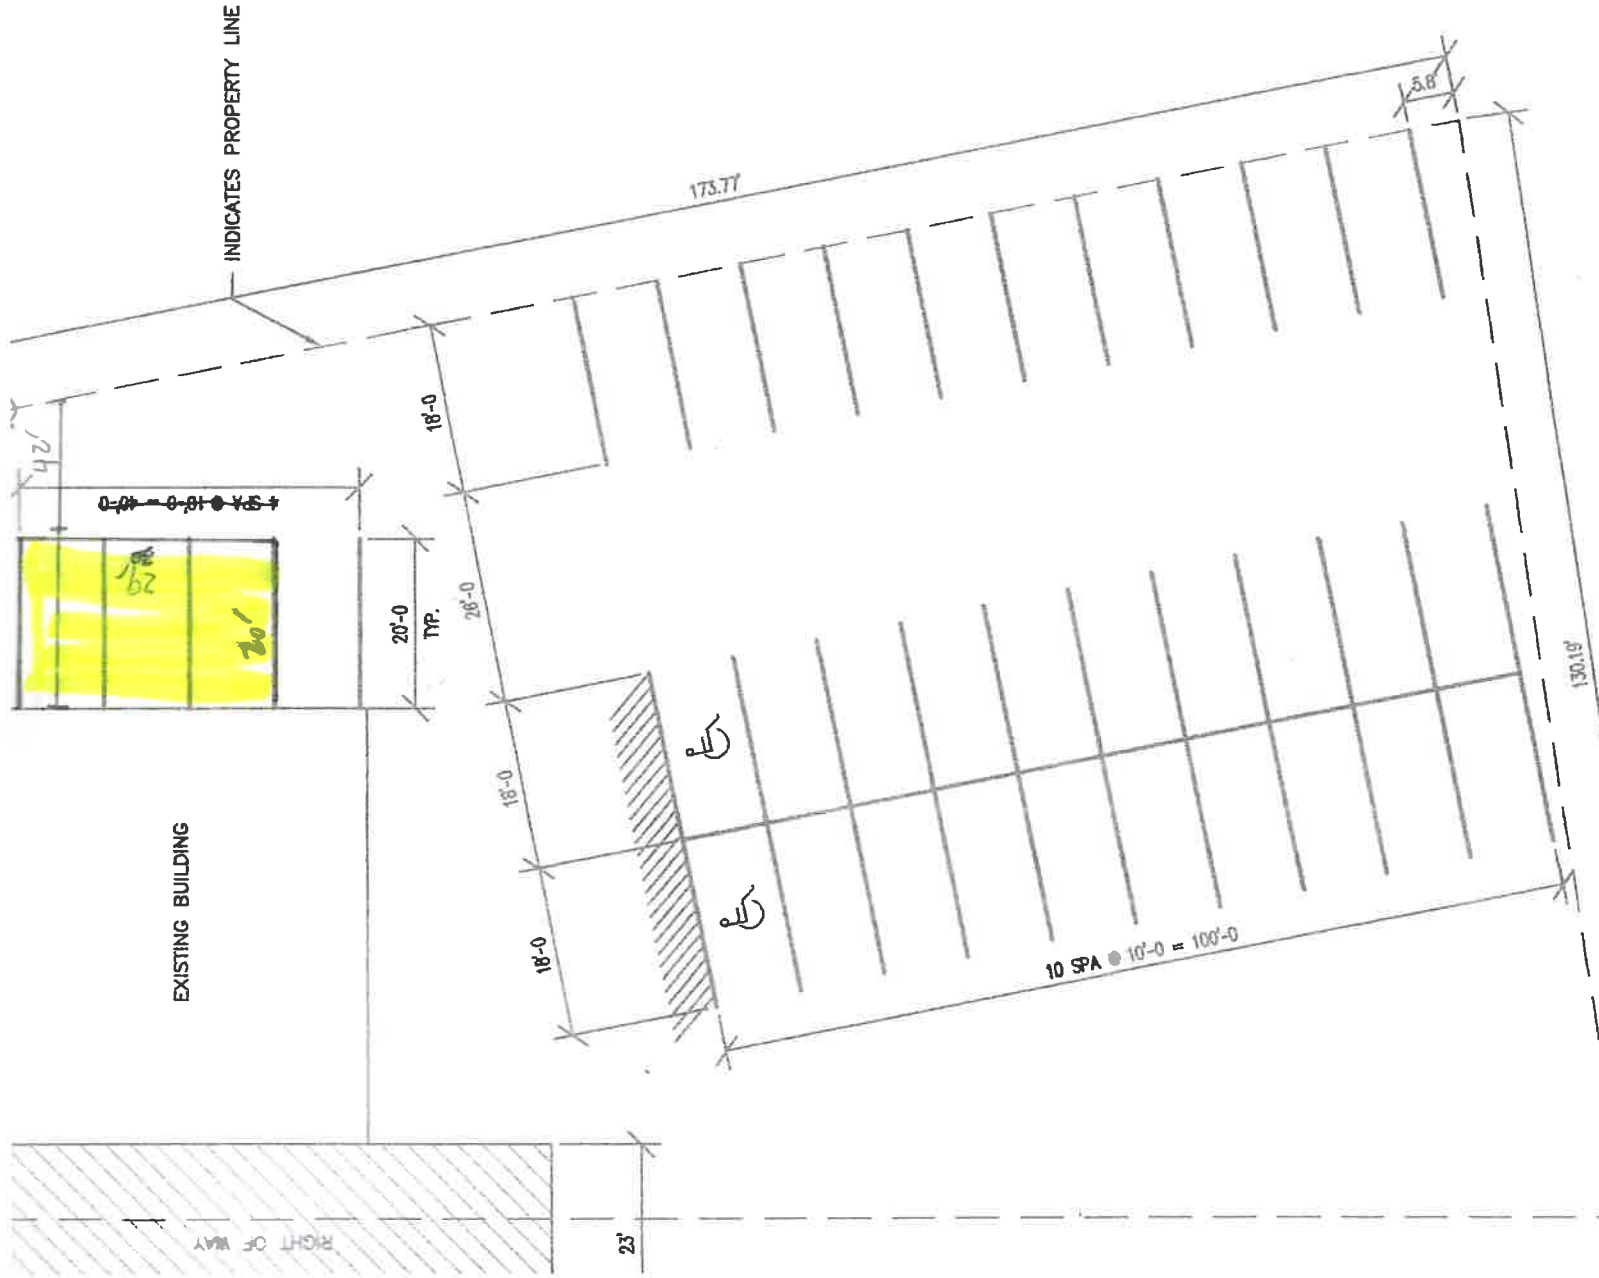 INDICATES PROPERTY LINE
173.77'
5.8'
42'
4 SPA @ 10'-0 = 40'-0
29'
20'
20'-0
TYP.
18'-0
26'-0
18'-0
18'-0
EXISTING BUILDING
10 SPA @ 10'-0 = 100'-0
130.19'
RIGHT OF WAY
23'